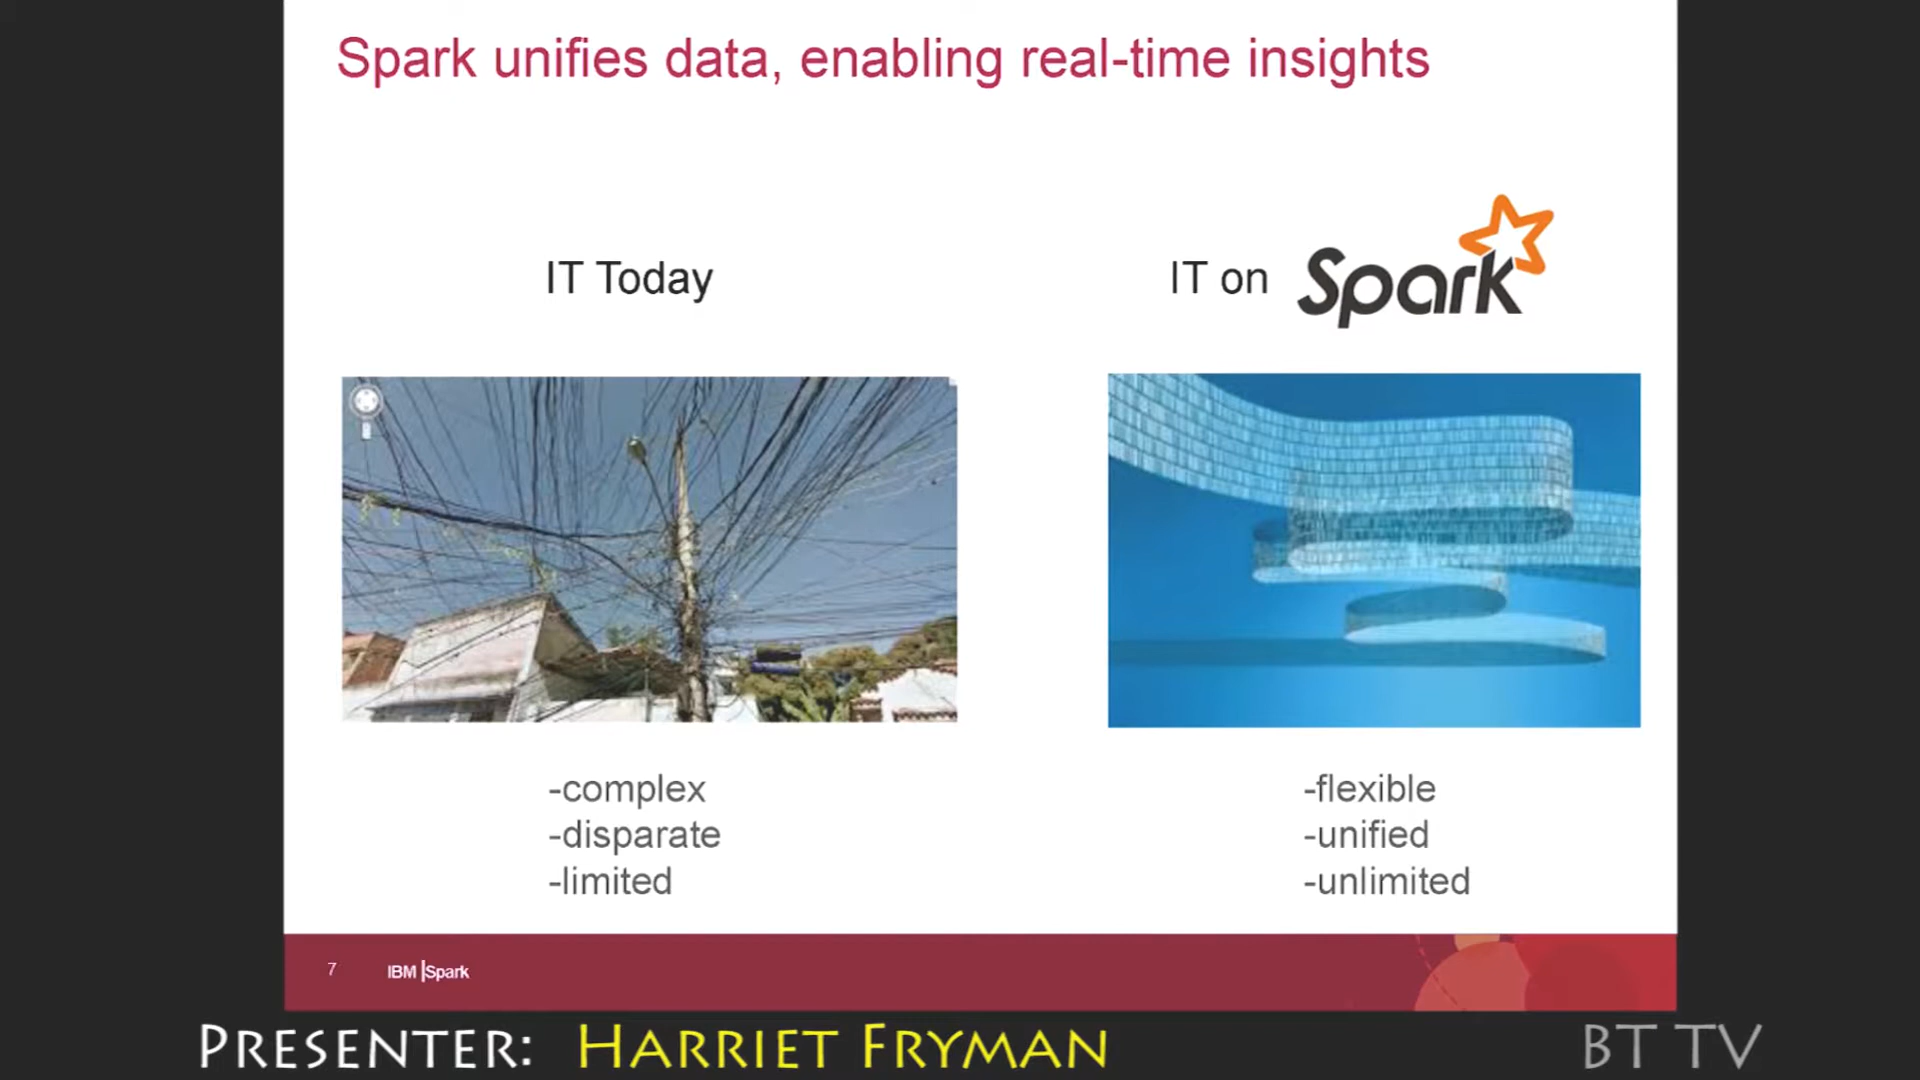 Spark unifies data, enabling real-time insights
IT Today
IT on Spark
-complex
-disparate
-limited
-flexible
-unified
-unlimited
7 IBM | Spark
PRESENTER: HARRIET FRYMAN
BT TV